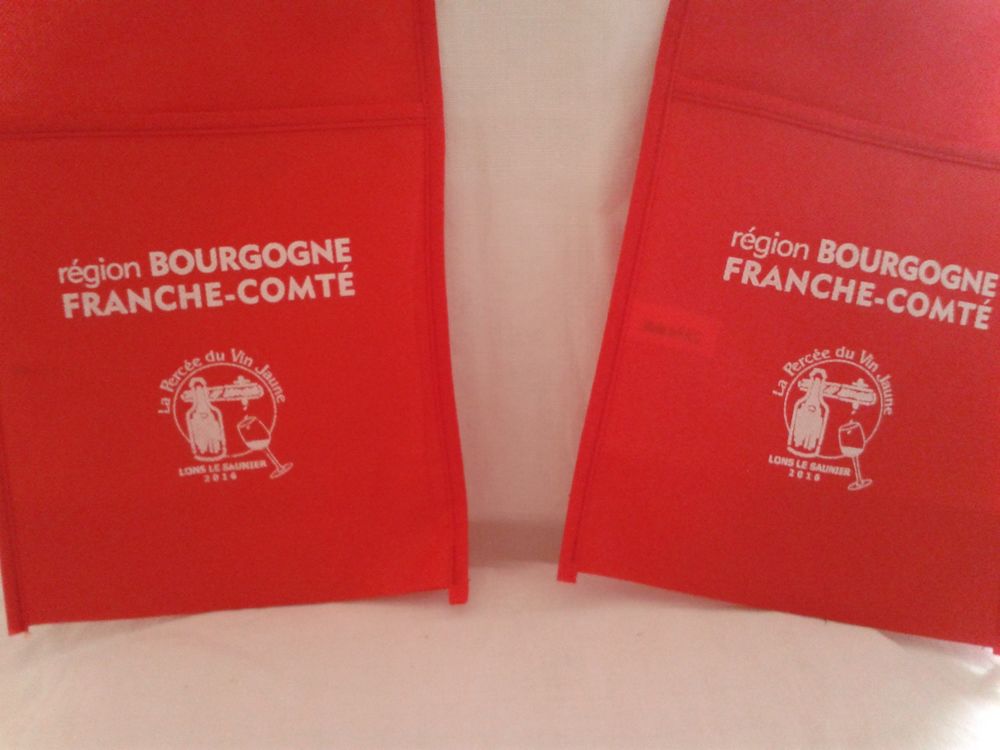 région BOURGOGNE
FRANCHE-COMTÉ
La Percée du Vin Jaune
LONS LE SAUNIER
2016
région BOURGOGNE
FRANCHE-COMTÉ
La Percée du Vin Jaune
LONS LE SAUNIER
2016